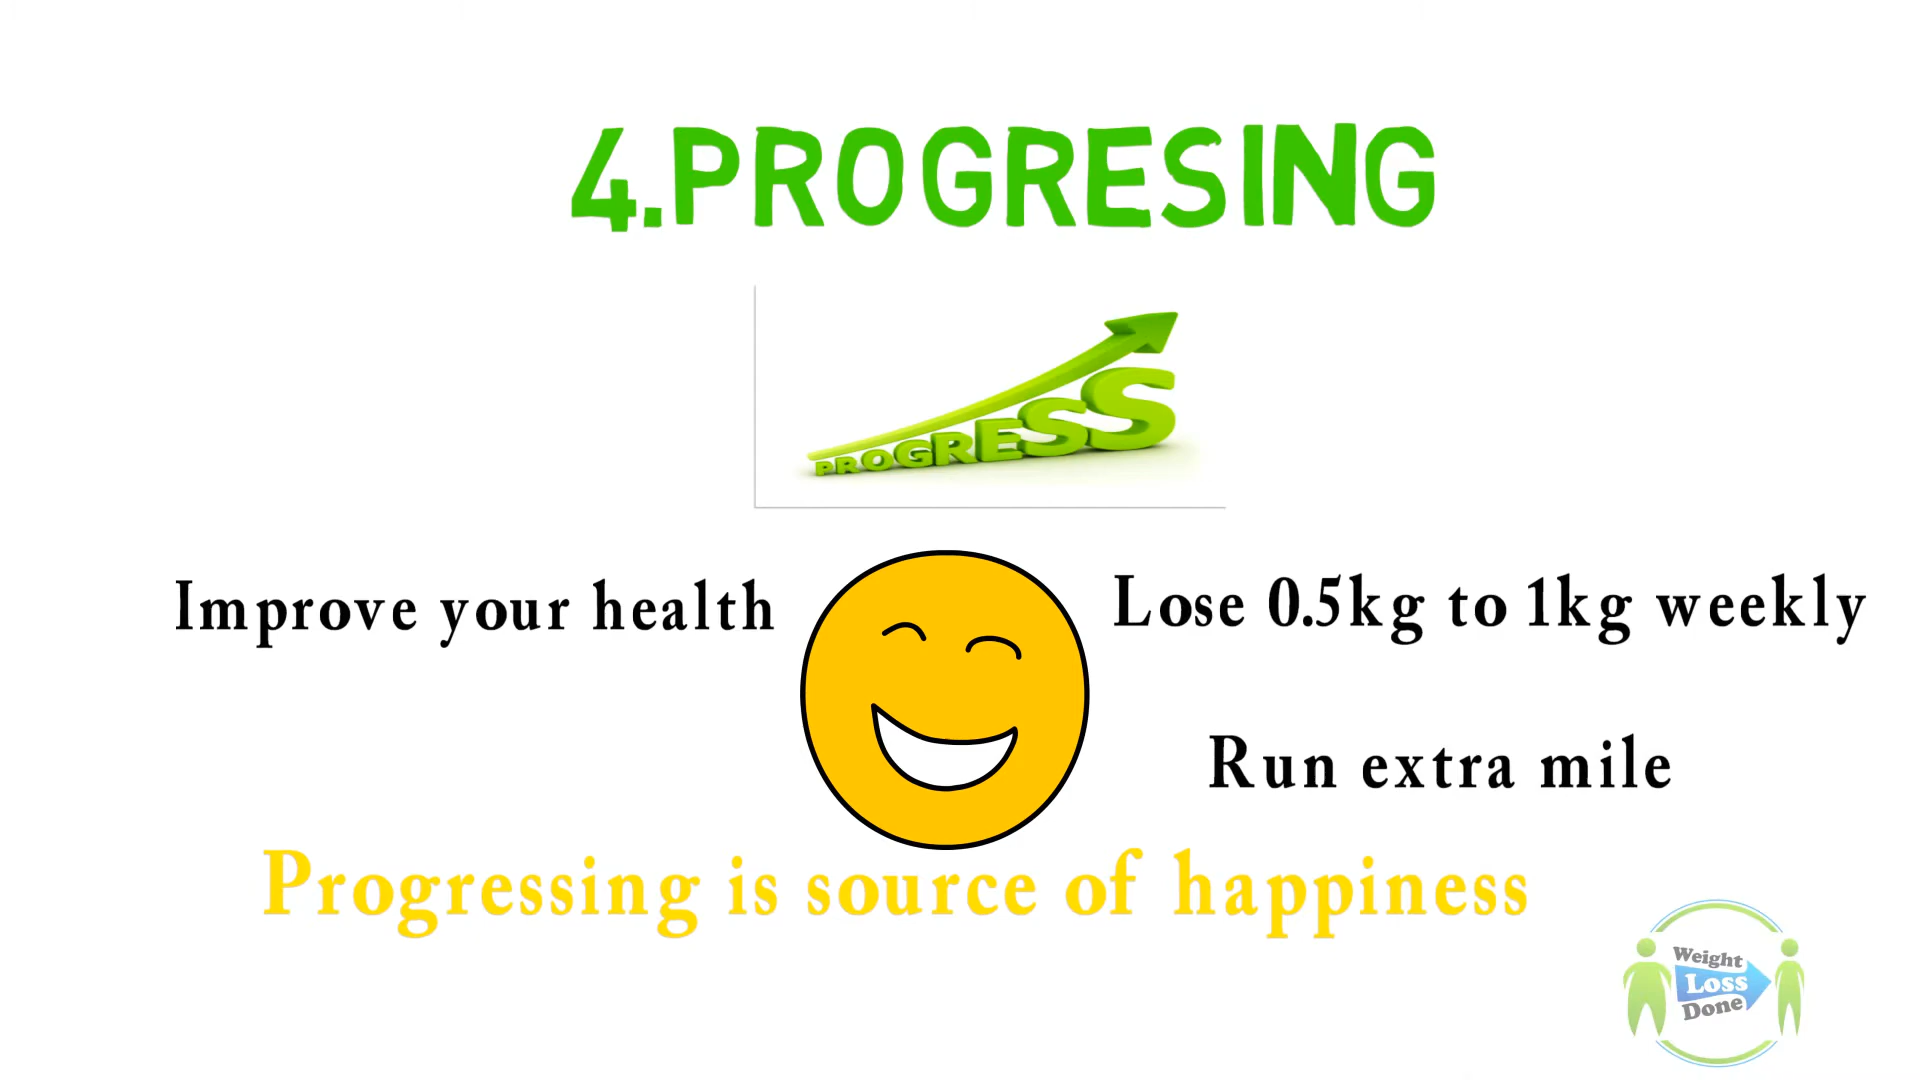 4.PROGRESING
PROGRESS
Improve your health
Lose 0.5kg to 1kg weekly
Run extra mile
Progressing is source of happiness
Weight
Loss
Done